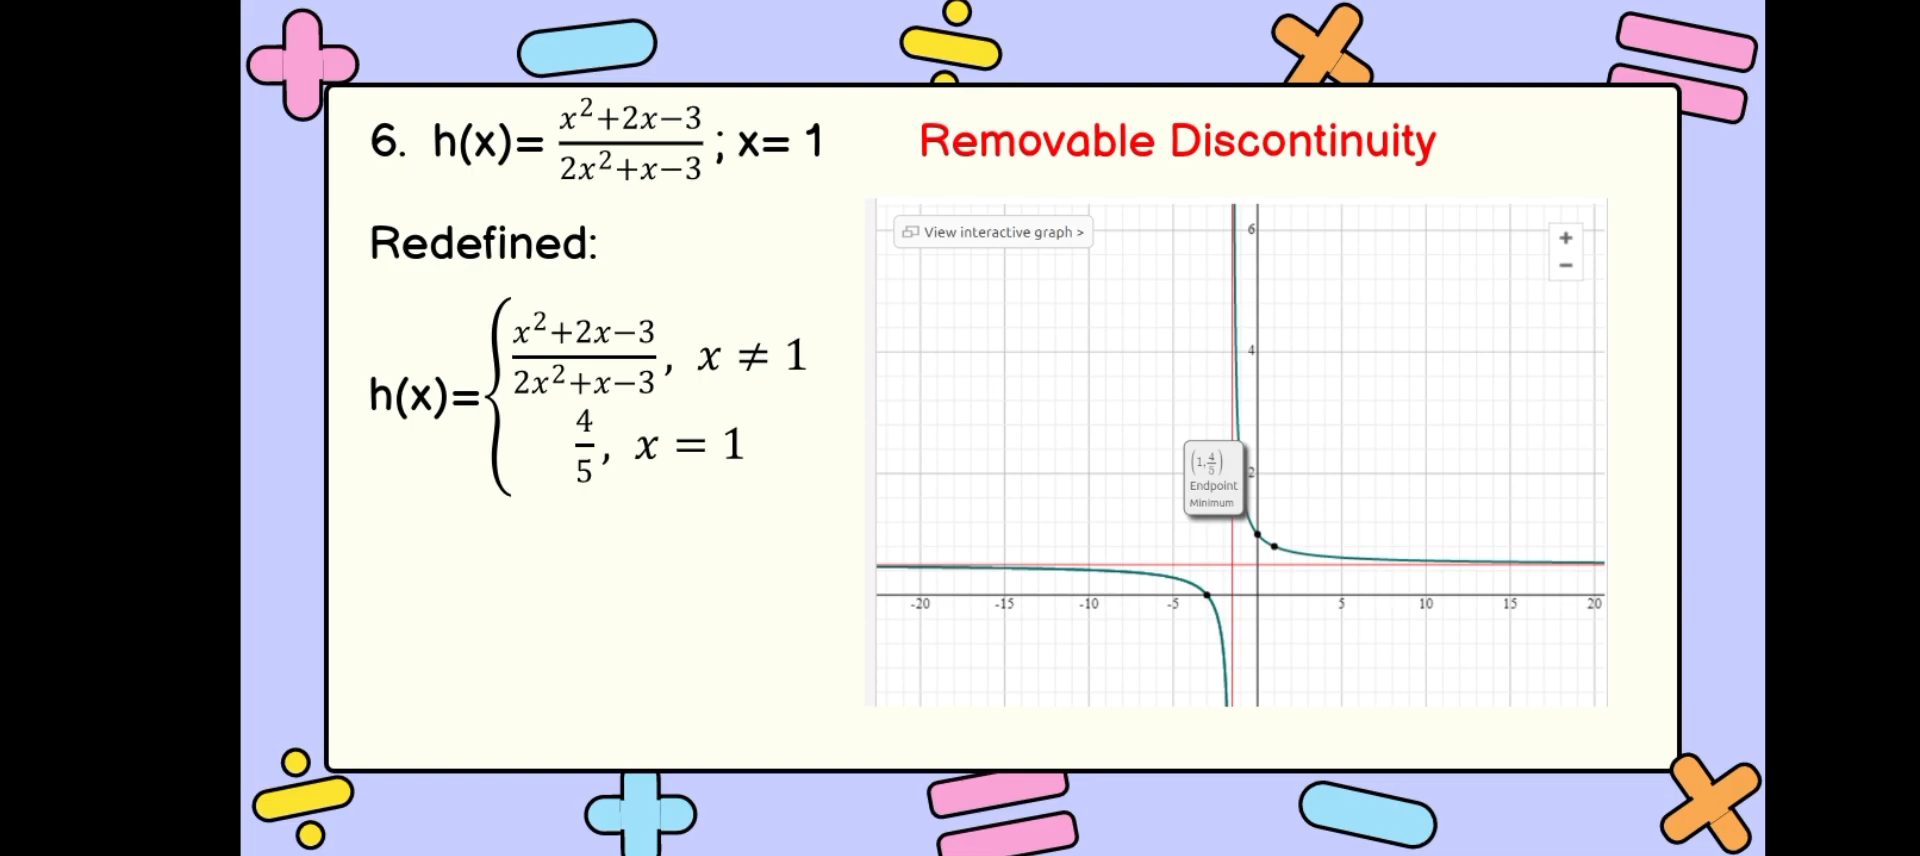 6. h(x)= x²+2x−3 / 2x²+x−3 ; x= 1
Removable Discontinuity
Redefined:
h(x)={ x²+2x−3 / 2x²+x−3 , x ≠ 1
4/5 , x = 1
View interactive graph >
+
−
6
4
2
(1, 4/5)
Endpoint
Minimum
-20 -15 -10 -5 5 10 15 20